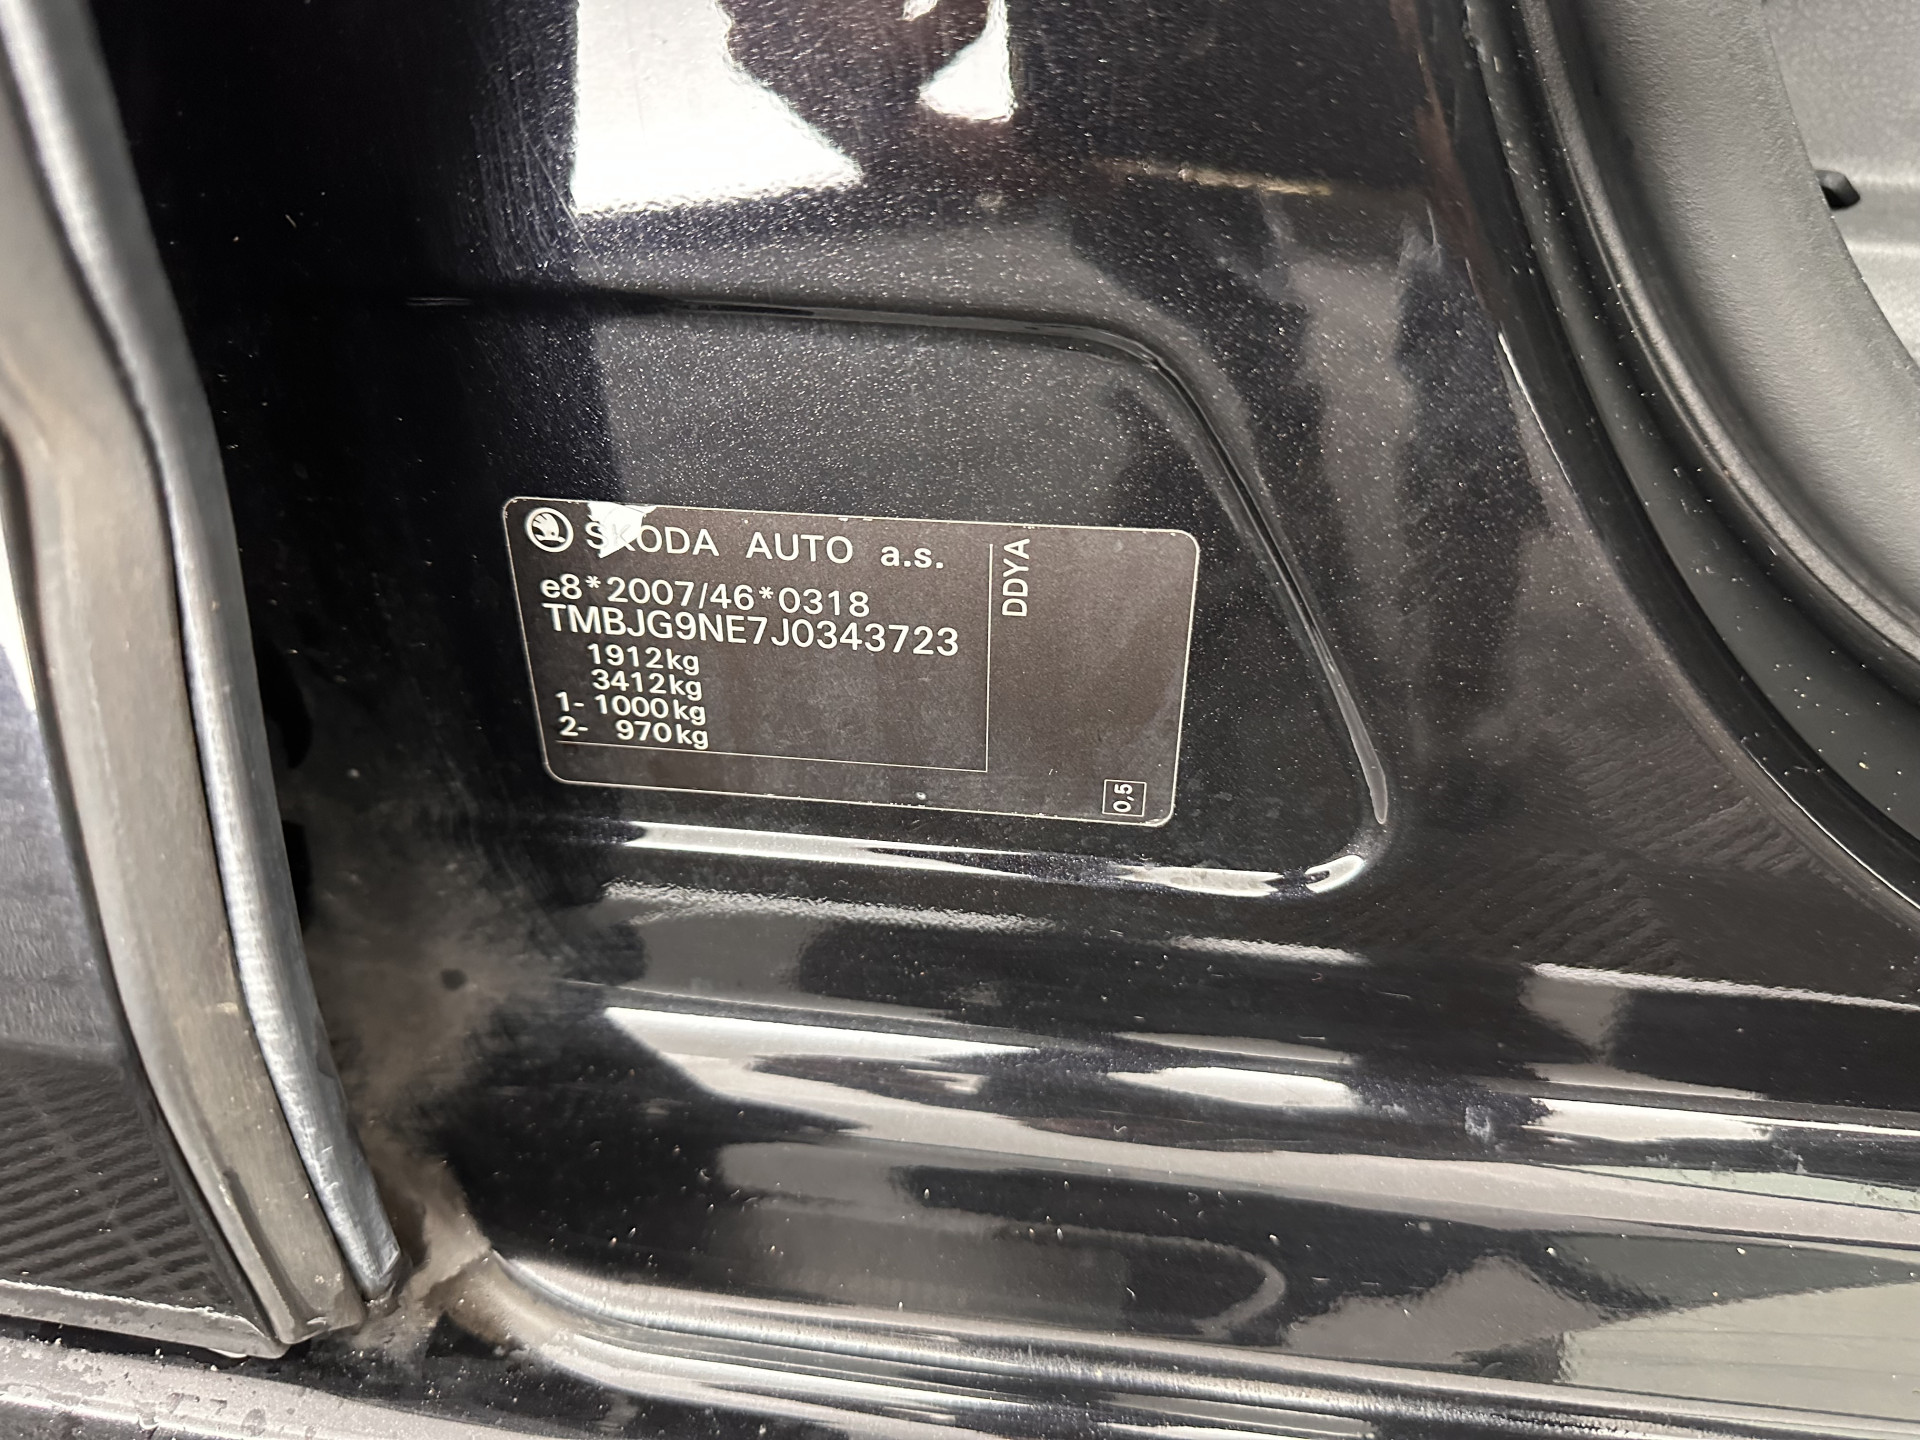 ŠKODA AUTO a.s.
e8*2007/46*0318
TMBJG9NE7J0343723
1912kg
3412kg
1- 1000kg
2- 970kg
DDYA
0,5